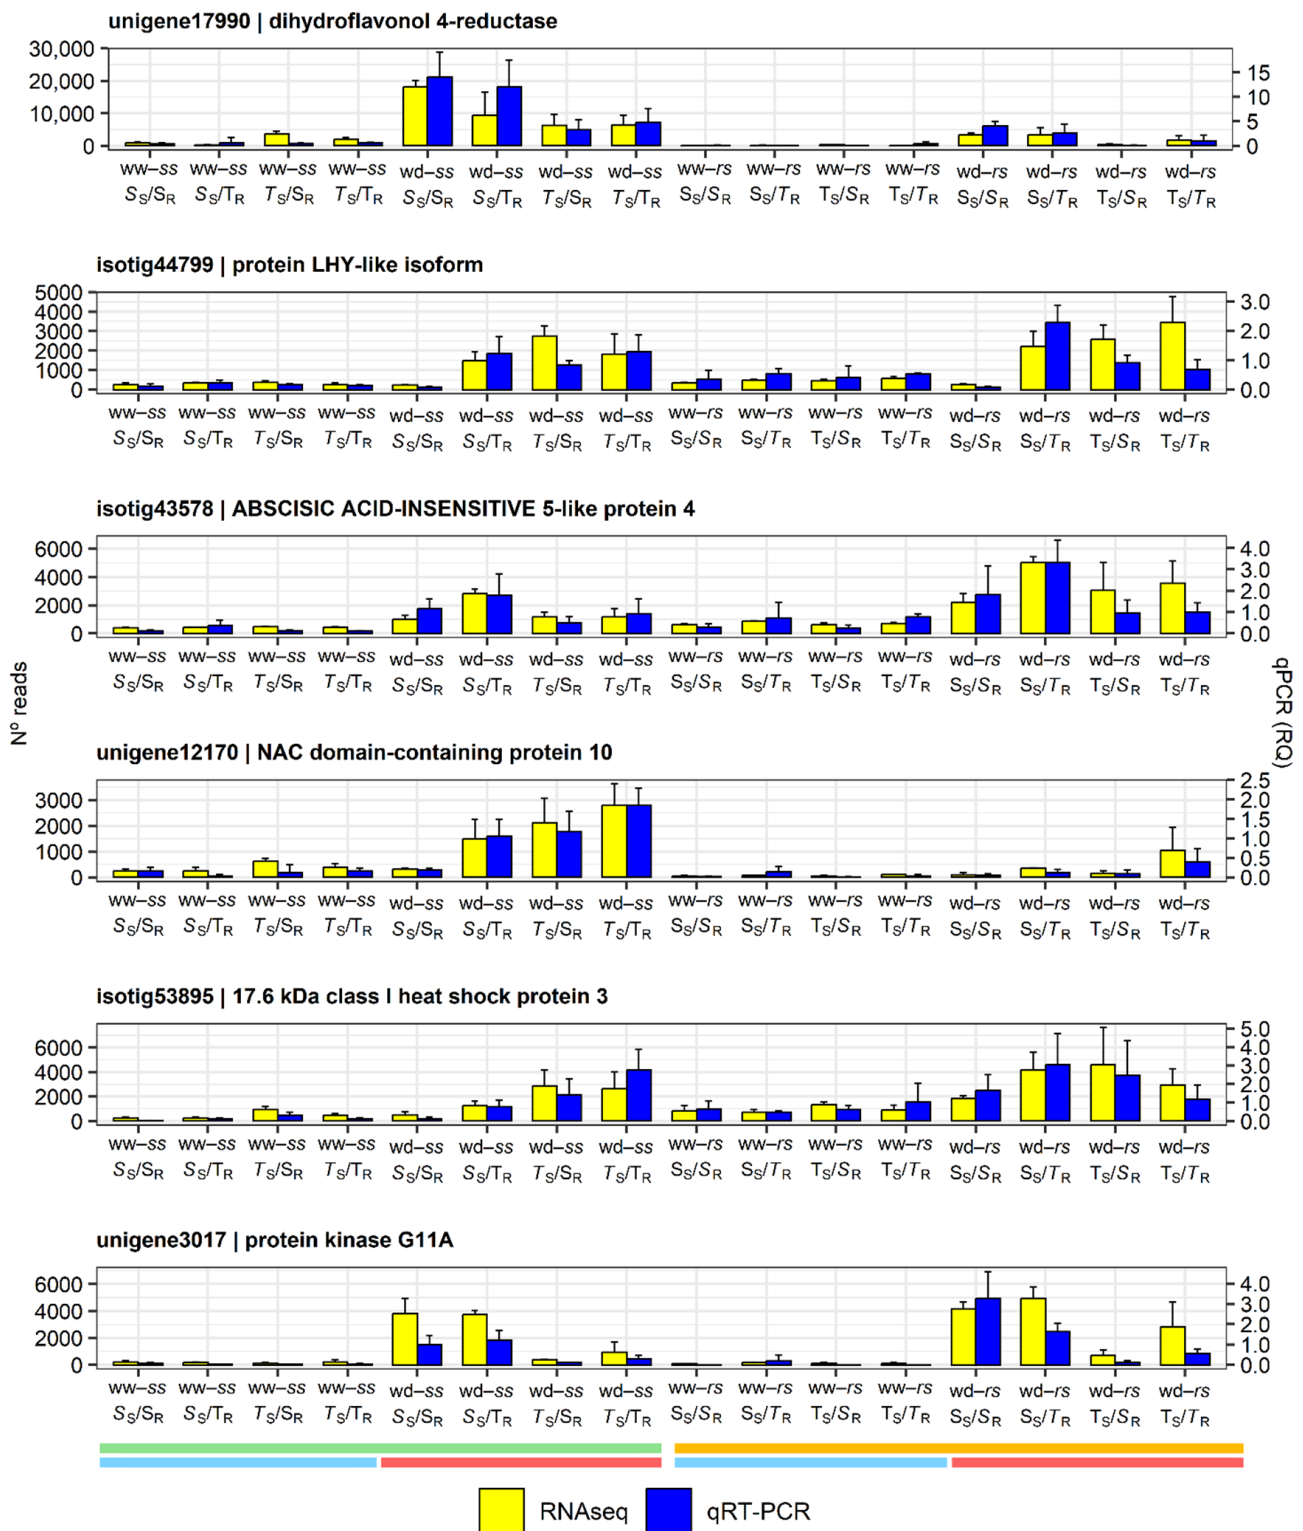 unigene17990 | dihydroflavonol 4-reductase
30,000
20,000
10,000
0
15
10
5
0
ww–ss ww–ss ww–ss ww–ss wd–ss wd–ss wd–ss wd–ss ww–rs ww–rs ww–rs ww–rs wd–rs wd–rs wd–rs wd–rs
SS/SR SS/TR TS/SR TS/TR SS/SR SS/TR TS/SR TS/TR SS/SR SS/TR TS/SR TS/TR SS/SR SS/TR TS/SR TS/TR
isotig44799 | protein LHY-like isoform
5000
4000
3000
2000
1000
0
3.0
2.0
1.0
0.0
ww–ss ww–ss ww–ss ww–ss wd–ss wd–ss wd–ss wd–ss ww–rs ww–rs ww–rs ww–rs wd–rs wd–rs wd–rs wd–rs
SS/SR SS/TR TS/SR TS/TR SS/SR SS/TR TS/SR TS/TR SS/SR SS/TR TS/SR TS/TR SS/SR SS/TR TS/SR TS/TR
isotig43578 | ABSCISIC ACID-INSENSITIVE 5-like protein 4
6000
4000
2000
0
4.0
3.0
2.0
1.0
0.0
ww–ss ww–ss ww–ss ww–ss wd–ss wd–ss wd–ss wd–ss ww–rs ww–rs ww–rs ww–rs wd–rs wd–rs wd–rs wd–rs
SS/SR SS/TR TS/SR TS/TR SS/SR SS/TR TS/SR TS/TR SS/SR SS/TR TS/SR TS/TR SS/SR SS/TR TS/SR TS/TR
Nº reads
qPCR (RQ)
unigene12170 | NAC domain-containing protein 10
3000
2000
1000
0
2.5
2.0
1.5
1.0
0.5
0.0
ww–ss ww–ss ww–ss ww–ss wd–ss wd–ss wd–ss wd–ss ww–rs ww–rs ww–rs ww–rs wd–rs wd–rs wd–rs wd–rs
SS/SR SS/TR TS/SR TS/TR SS/SR SS/TR TS/SR TS/TR SS/SR SS/TR TS/SR TS/TR SS/SR SS/TR TS/SR TS/TR
isotig53895 | 17.6 kDa class I heat shock protein 3
6000
4000
2000
0
5.0
4.0
3.0
2.0
1.0
0.0
ww–ss ww–ss ww–ss ww–ss wd–ss wd–ss wd–ss wd–ss ww–rs ww–rs ww–rs ww–rs wd–rs wd–rs wd–rs wd–rs
SS/SR SS/TR TS/SR TS/TR SS/SR SS/TR TS/SR TS/TR SS/SR SS/TR TS/SR TS/TR SS/SR SS/TR TS/SR TS/TR
unigene3017 | protein kinase G11A
6000
4000
2000
0
4.0
3.0
2.0
1.0
0.0
ww–ss ww–ss ww–ss ww–ss wd–ss wd–ss wd–ss wd–ss ww–rs ww–rs ww–rs ww–rs wd–rs wd–rs wd–rs wd–rs
SS/SR SS/TR TS/SR TS/TR SS/SR SS/TR TS/SR TS/TR SS/SR SS/TR TS/SR TS/TR SS/SR SS/TR TS/SR TS/TR
RNAseq qRT-PCR